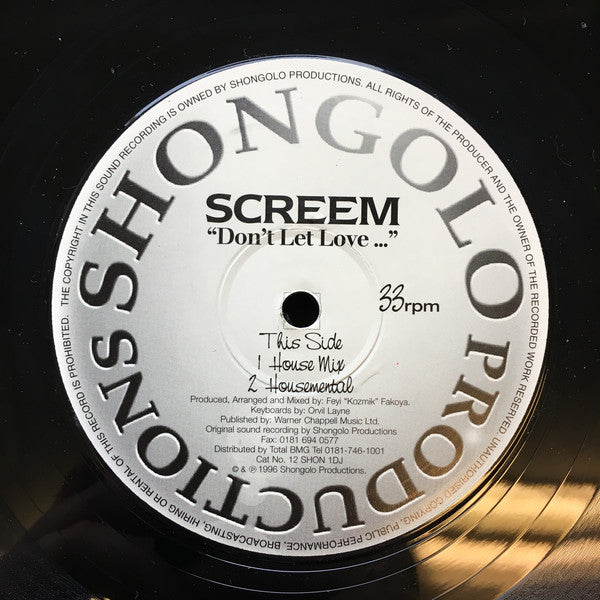 THE COPYRIGHT IN THIS SOUND RECORDING IS OWNED BY SHONGOLO PRODUCTIONS. ALL RIGHTS OF THE PRODUCER AND THE OWNER OF THE RECORDED WORK RESERVED UNAUTHORISED COPYING, PUBLIC PERFORMANCE, BROADCASTING, HIRING OR RENTAL OF THIS RECORD IS PROHIBITED.
SHONGOLO PRODUCTIONS
SCREEM
“Don't Let Love ...”
33rpm
This Side
1 House Mix
2 Housemental
Produced, Arranged and Mixed by: Feyi "Kozmik" Fakoya.
Keyboards by: Orvil Layne
Published by: Warner Chappell Music Ltd.
Original sound recording by Shongolo Productions
Fax: 0181 694 0577
Distributed by Total BMG Tel 0181-746-1001
Cat No. 12 SHON 1DJ
© & ℗ 1996 Shongolo Productions.